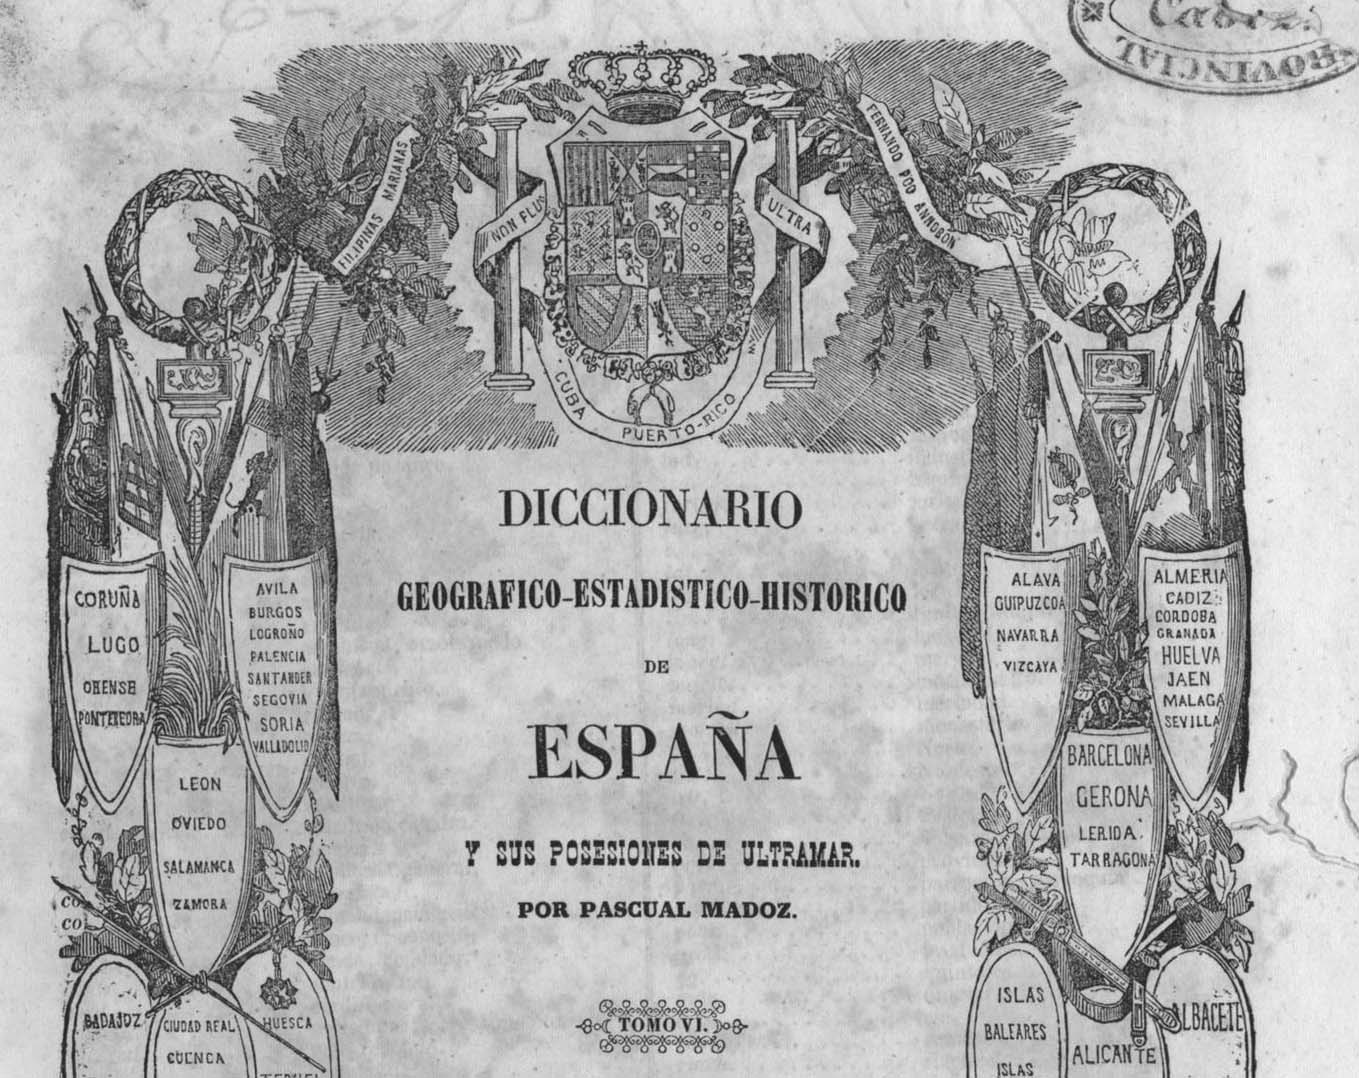 Cadiz.
PROVINCIAL
FILIPINAS MARIANAS
FERNANDO POO ANNOBON
NON PLUS
ULTRA
CUBA
PUERTO-RICO
DICCIONARIO
GEOGRAFICO-ESTADISTICO-HISTORICO
DE
ESPAÑA
Y SUS POSESIONES DE ULTRAMAR.
POR PASCUAL MADOZ.
TOMO VI.
CORUÑA
LUGO
ORENSE
PONTEVEDRA
AVILA
BURGOS
LOGROÑO
PALENCIA
SANTANDER
SEGOVIA
SORIA
VALLADOLID
LEON
OVIEDO
SALAMANCA
ZAMORA
BADAJOZ
CIUDAD REAL
CUENCA
HUESCA
TERUEL
ALAVA
GUIPUZCOA
NAVARRA
VIZCAYA
ALMERIA
CADIZ
CORDOBA
GRANADA
HUELVA
JAEN
MALAGA
SEVILLA
BARCELONA
GERONA
LERIDA
TARRAGONA
ISLAS
BALEARES
ISLAS
ALICANTE
ALBACETE